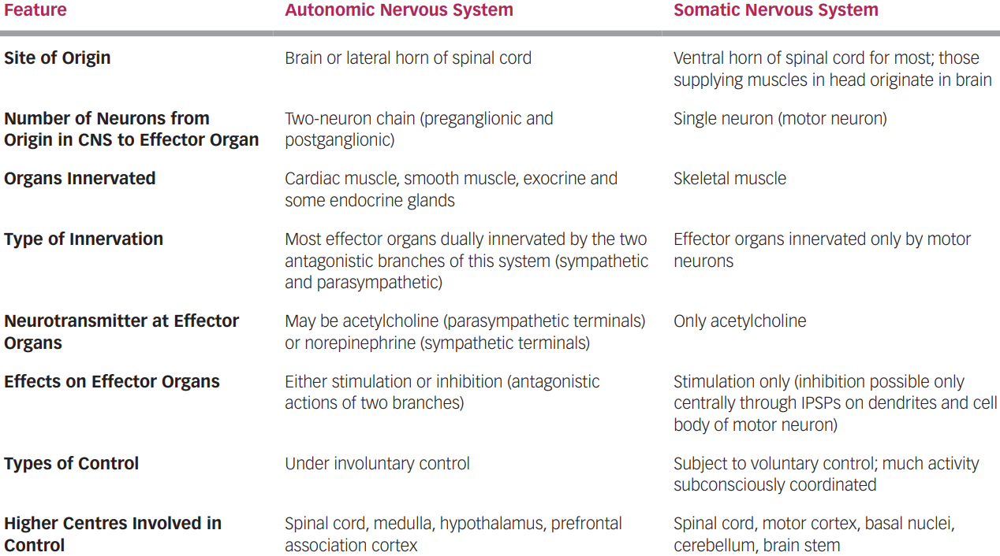 Feature Autonomic Nervous System Somatic Nervous System
Site of Origin Brain or lateral horn of spinal cord Ventral horn of spinal cord for most; those
supplying muscles in head originate in brain
Number of Neurons from Two-neuron chain (preganglionic and Single neuron (motor neuron)
Origin in CNS to Effector Organ postganglionic)
Organs Innervated Cardiac muscle, smooth muscle, exocrine and Skeletal muscle
some endocrine glands
Type of Innervation Most effector organs dually innervated by the two Effector organs innervated only by motor
antagonistic branches of this system (sympathetic neurons
and parasympathetic)
Neurotransmitter at Effector May be acetylcholine (parasympathetic terminals) Only acetylcholine
Organs or norepinephrine (sympathetic terminals)
Effects on Effector Organs Either stimulation or inhibition (antagonistic Stimulation only (inhibition possible only
actions of two branches) centrally through IPSPs on dendrites and cell
body of motor neuron)
Types of Control Under involuntary control Subject to voluntary control; much activity
subconsciously coordinated
Higher Centres Involved in Spinal cord, medulla, hypothalamus, prefrontal Spinal cord, motor cortex, basal nuclei,
Control association cortex cerebellum, brain stem